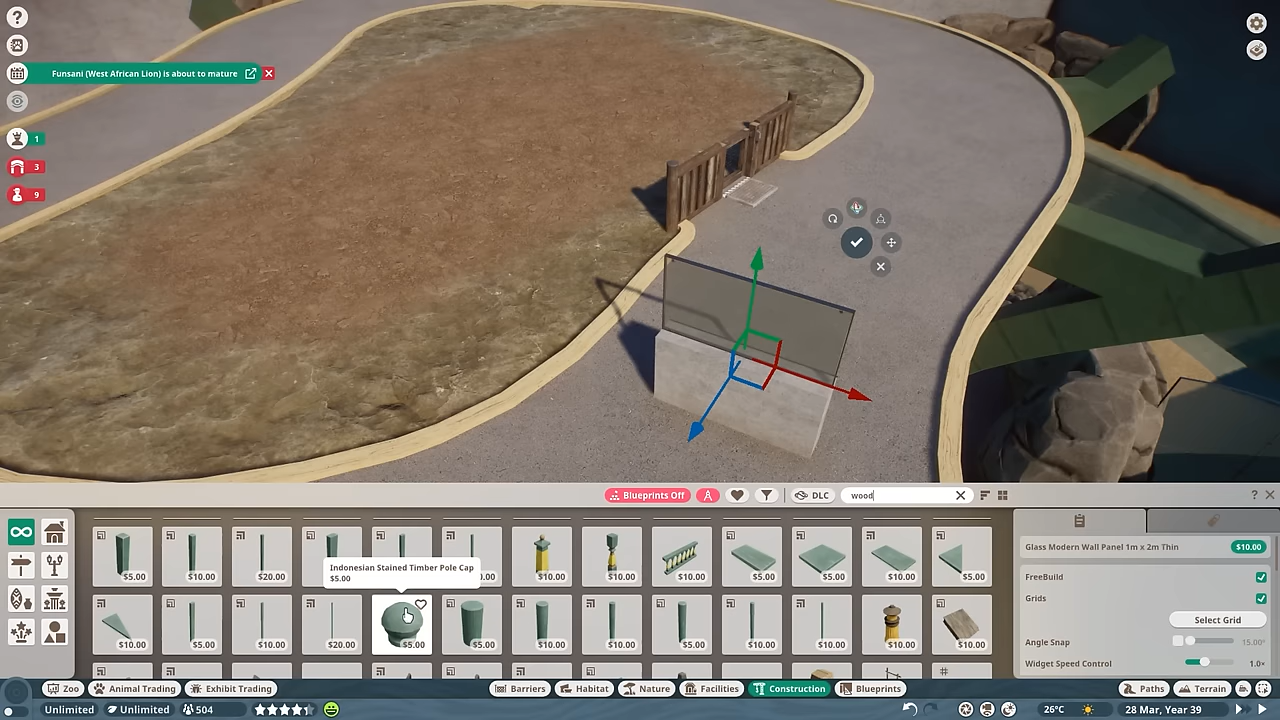 ?
Funsani (West African Lion) is about to mature
1
3
9
Blueprints Off
DLC
wood
?
Glass Modern Wall Panel 1m x 2m Thin
$10.00
FreeBuild
Grids
Select Grid
Angle Snap
15.00°
Widget Speed Control
1.0×
Indonesian Stained Timber Pole Cap
$5.00
$5.00
$10.00
$20.00
$10.00
$10.00
$10.00
$5.00
$5.00
$10.00
$5.00
$10.00
$5.00
$10.00
$20.00
$5.00
$5.00
$10.00
$10.00
$5.00
$10.00
$10.00
$10.00
$10.00
Zoo
Animal Trading
Exhibit Trading
Barriers
Habitat
Nature
Facilities
Construction
Blueprints
Paths
Terrain
Unlimited
Unlimited
504
26°C
28 Mar, Year 39